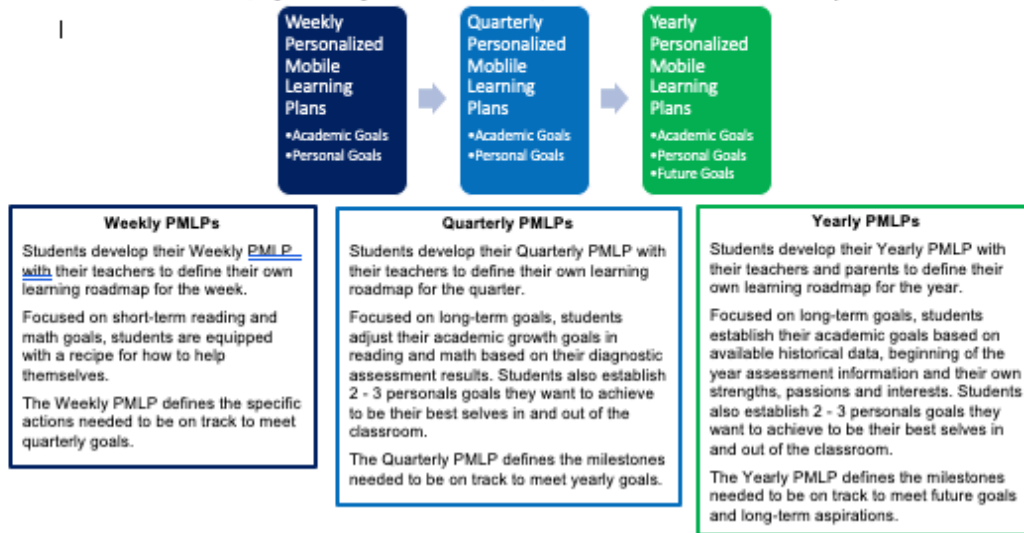 Weekly
Personalized
Mobile
Learning
Plans
•Academic Goals
•Personal Goals
Quarterly
Personalized
Moblile
Learning
Plans
•Academic Goals
•Personal Goals
Yearly
Personalized
Mobile
Learning
Plans
•Academic Goals
•Personal Goals
•Future Goals
Weekly PMLPs
Students develop their Weekly PMLP
with their teachers to define their own
learning roadmap for the week.
Focused on short-term reading and
math goals, students are equipped
with a recipe for how to help
themselves.
The Weekly PMLP defines the specific
actions needed to be on track to meet
quarterly goals.
Quarterly PMLPs
Students develop their Quarterly PMLP with
their teachers to define their own learning
roadmap for the quarter.
Focused on long-term goals, students
adjust their academic growth goals in
reading and math based on their diagnostic
assessment results. Students also establish
2 - 3 personals goals they want to achieve
to be their best selves in and out of the
classroom.
The Quarterly PMLP defines the milestones
needed to be on track to meet yearly goals.
Yearly PMLPs
Students develop their Yearly PMLP with
their teachers and parents to define their
own learning roadmap for the year.
Focused on long-term goals, students
establish their academic goals based on
available historical data, beginning of the
year assessment information and their own
strengths, passions and interests. Students
also establish 2 - 3 personals goals they
want to achieve to be their best selves in
and out of the classroom.
The Yearly PMLP defines the milestones
needed to be on track to meet future goals
and long-term aspirations.